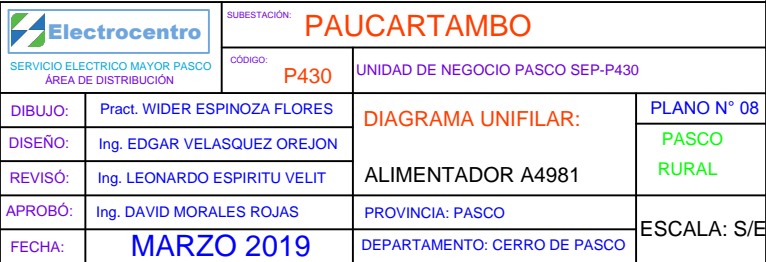 Electrocentro
SERVICIO ELECTRICO MAYOR PASCO
ÁREA DE DISTRIBUCIÓN
SUBESTACIÓN: PAUCARTAMBO
CÓDIGO: P430
UNIDAD DE NEGOCIO PASCO SEP-P430
DIBUJO: Pract. WIDER ESPINOZA FLORES
DISEÑO: Ing. EDGAR VELASQUEZ OREJON
REVISÓ: Ing. LEONARDO ESPIRITU VELIT
APROBÓ: Ing. DAVID MORALES ROJAS
FECHA: MARZO 2019
DIAGRAMA UNIFILAR:
ALIMENTADOR A4981
PROVINCIA: PASCO
DEPARTAMENTO: CERRO DE PASCO
PLANO N° 08
PASCO
RURAL
ESCALA: S/E